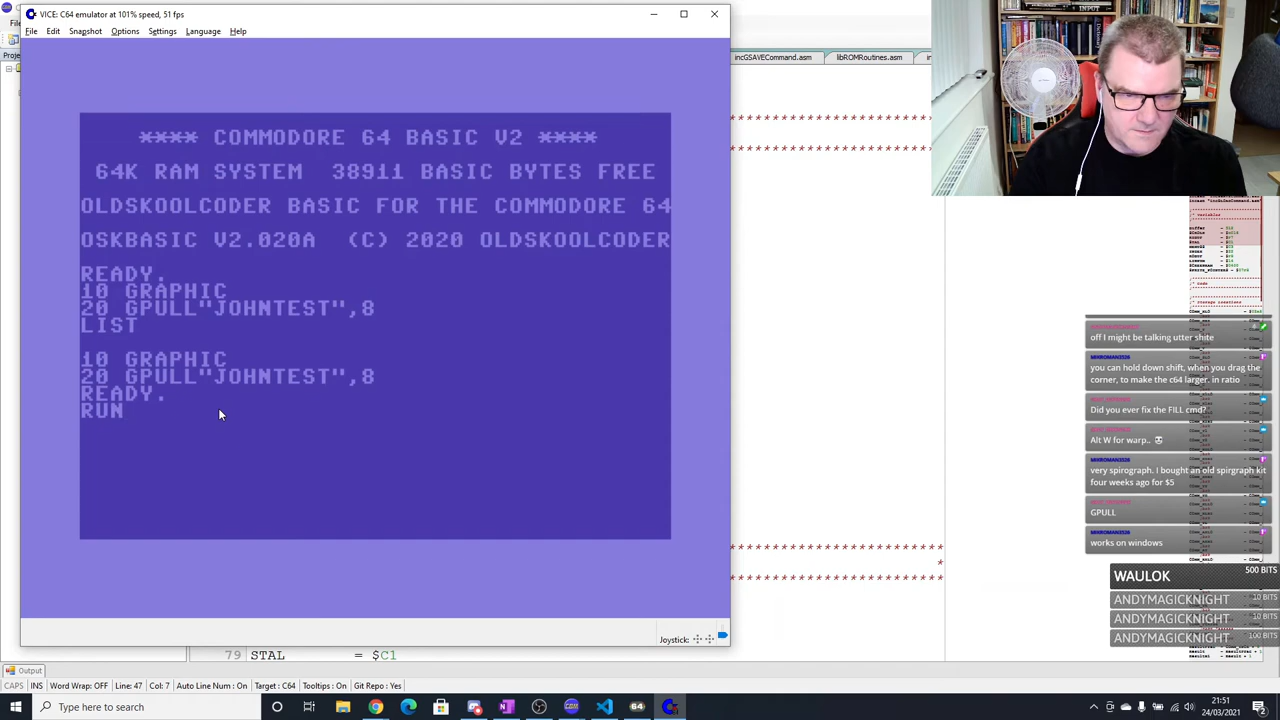 VICE: C64 emulator at 101% speed, 51 fps
File Edit Snapshot Options Settings Language Help
**** COMMODORE 64 BASIC V2 ****
64K RAM SYSTEM 38911 BASIC BYTES FREE
OLDSKOOLCODER BASIC FOR THE COMMODORE 64
OSKBASIC V2.020A (C) 2020 OLDSKOOLCODER
READY.
10 GRAPHIC
20 GPULL"JOHNTEST",8
LIST
10 GRAPHIC
20 GPULL"JOHNTEST",8
READY.
RUN
Joystick:
incGSAVECommand.asm libROMRoutines.asm
off I might be talking utter shite
MHROMAN3526
you can hold down shift, when you drag the
corner, to make the c64 larger. in ratio
Did you ever fix the FILL cmd?
Alt W for warp..
very spirograph. I bought an old spirgraph kit
four weeks ago for $5
GPULL
works on windows
WAULOK 500 BITS
ANDYMAGICKNIGHT 10 BITS
ANDYMAGICKNIGHT 10 BITS
ANDYMAGICKNIGHT 100 BITS
79 STAL = $C1
Output
CAPS INS Word Wrap: OFF Line: 47 Col: 7 Auto Line Num : On Target : C64 Tooltips : On Git Repo : Yes
Type here to search
21:51
24/03/2021